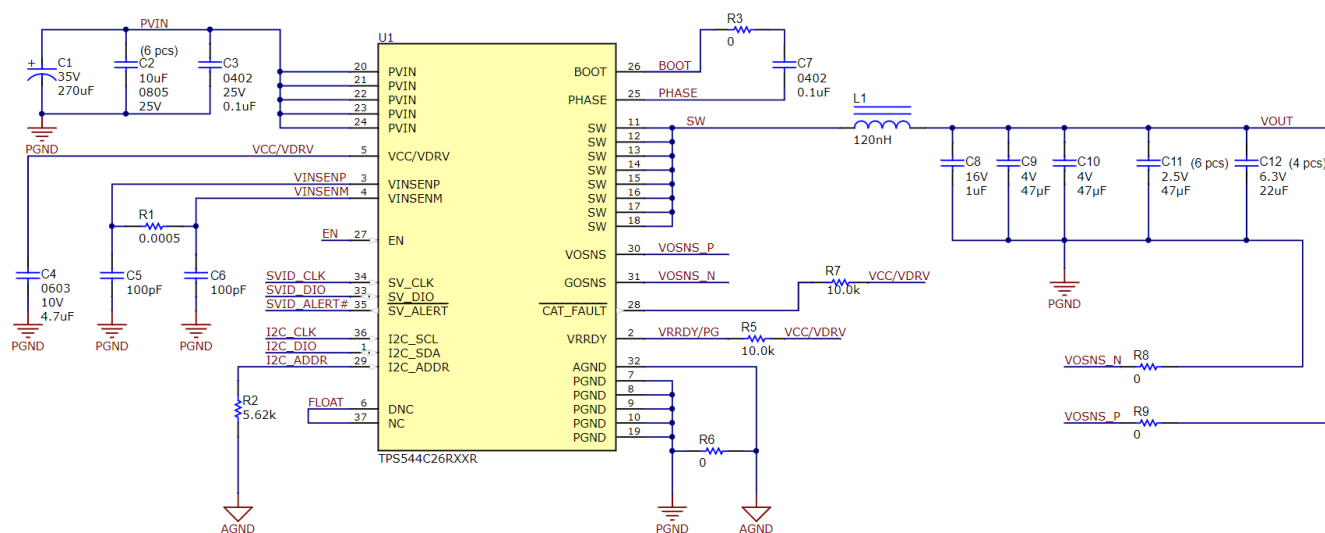 PVIN
C1
35V
270uF
(6 pcs)
C2
10uF
0805
25V
C3
0402
25V
0.1uF
PGND
VCC/VDRV
VINSENP
VINSENM
R1
0.0005
C4
0603
10V
4.7uF
PGND
C5
100pF
PGND
C6
100pF
PGND
EN
SVID_CLK
SVID_DIO
SVID_ALERT#
I2C_CLK
I2C_DIO
I2C_ADDR
R2
5.62k
AGND
FLOAT
U1
20 PVIN
21 PVIN
22 PVIN
23 PVIN
24 PVIN
5 VCC/VDRV
3 VINSENP
4 VINSENM
27 EN
34 SV_CLK
33 SV_DIO
35 SV_ALERT
36 I2C_SCL
1 I2C_SDA
29 I2C_ADDR
6 DNC
37 NC
BOOT 26
PHASE 25
SW 11
SW 12
SW 13
SW 14
SW 15
SW 16
SW 17
SW 18
VOSNS 30
GOSNS 31
CAT_FAULT 28
VRRDY 2
AGND 32
PGND 7
PGND 8
PGND 9
PGND 10
PGND 19
TPS544C26RXXR
BOOT
R3
0
C7
0402
0.1uF
PHASE
SW
L1
120nH
VOUT
C8
16V
1uF
C9
4V
47µF
C10
4V
47µF
C11 (6 pcs)
2.5V
47µF
C12 (4 pcs)
6.3V
22uF
PGND
VOSNS_P
VOSNS_N
R7
10.0k
VCC/VDRV
VRRDY/PG
R5
10.0k
VCC/VDRV
R6
0
PGND
AGND
VOSNS_N
R8
0
VOSNS_P
R9
0